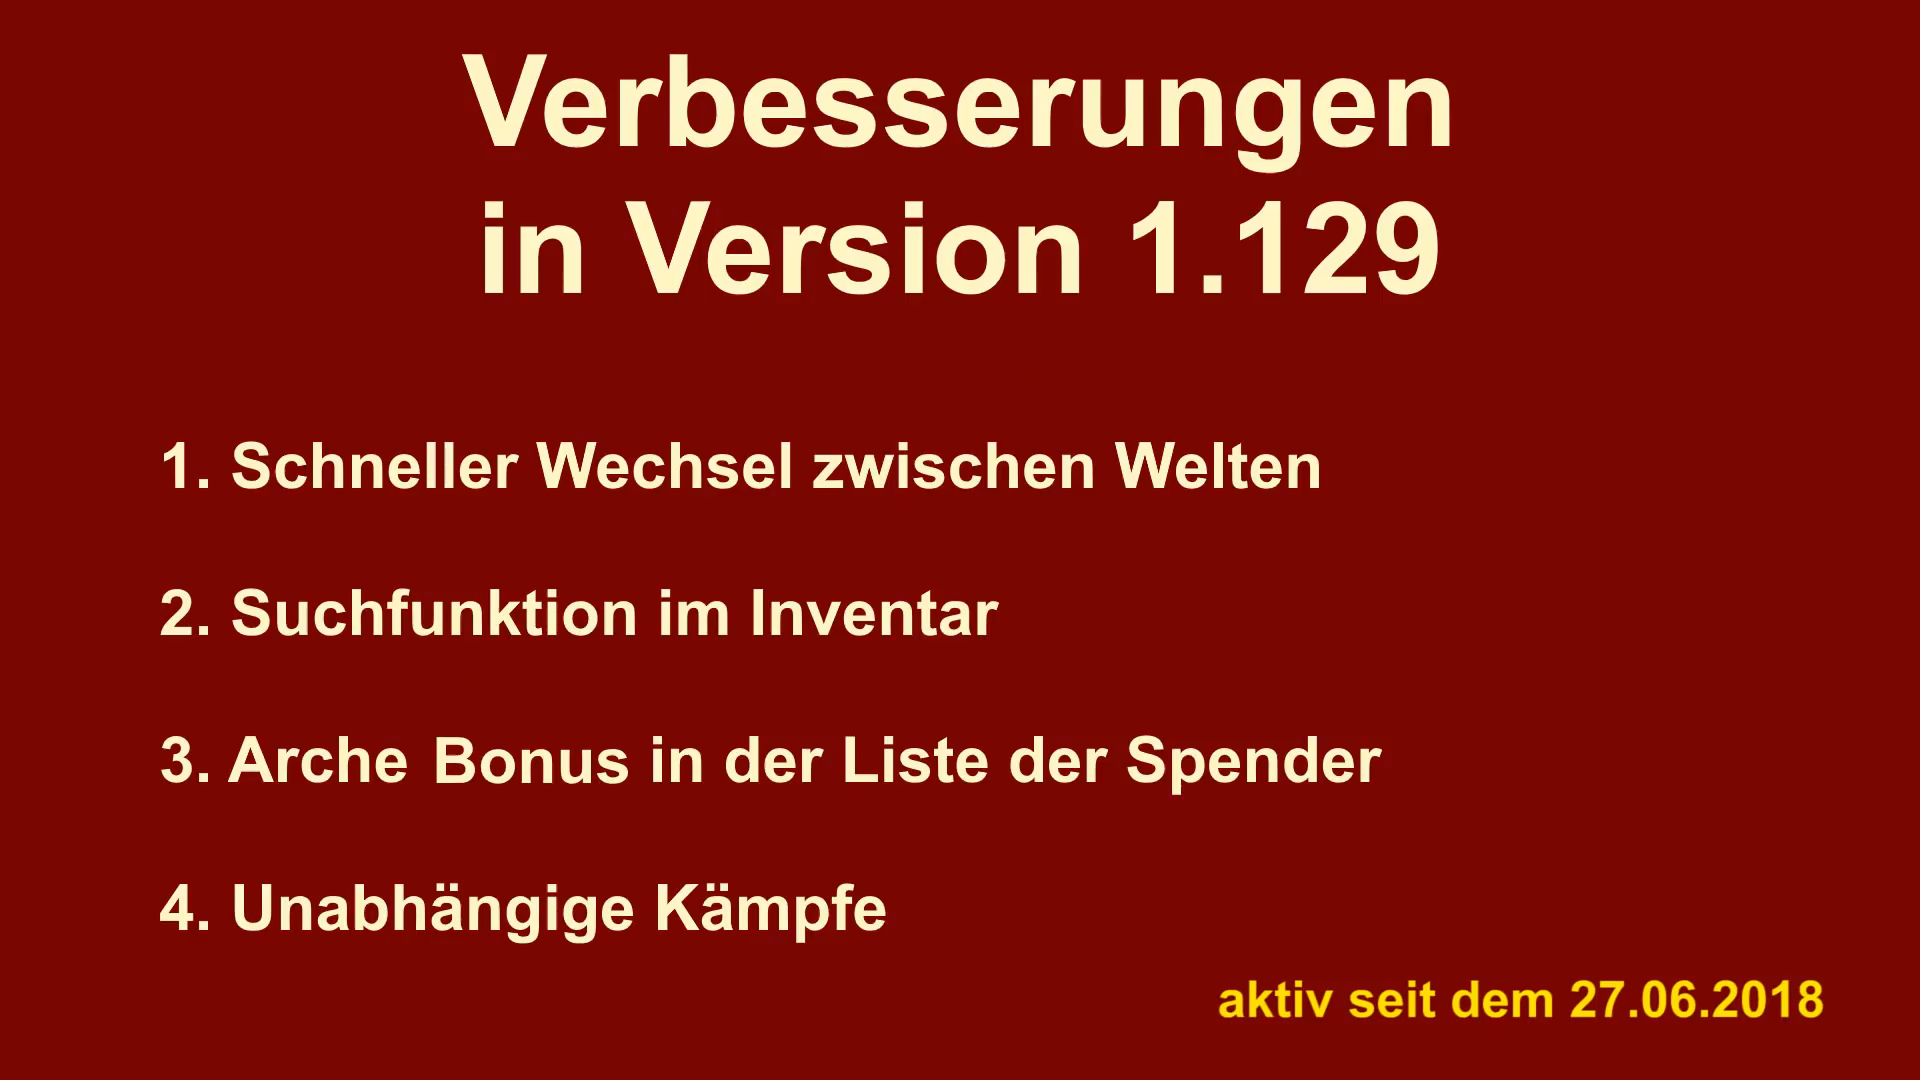 Verbesserungen
in Version 1.129
1. Schneller Wechsel zwischen Welten
2. Suchfunktion im Inventar
3. Arche Bonus in der Liste der Spender
4. Unabhängige Kämpfe
aktiv seit dem 27.06.2018